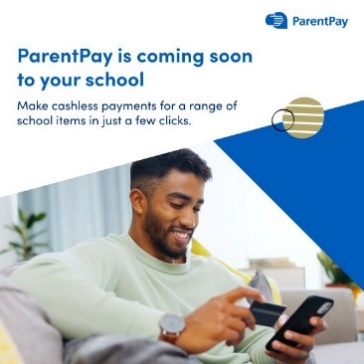 ParentPay
ParentPay is coming soon
to your school
Make cashless payments for a range of
school items in just a few clicks.